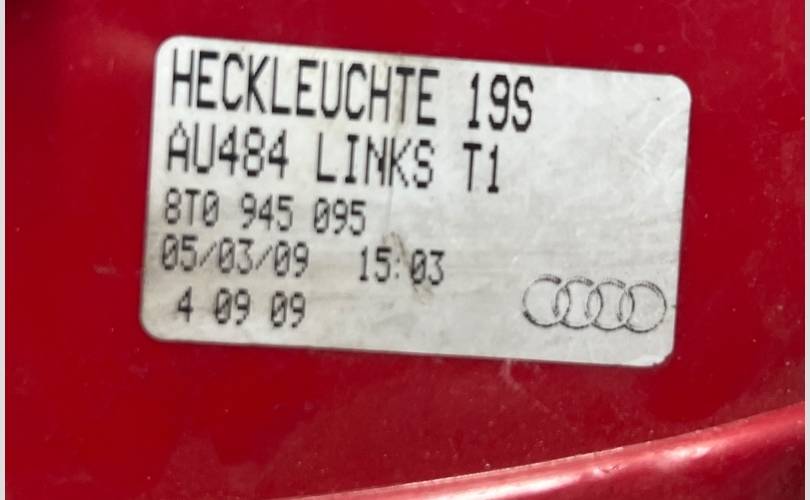 HECKLEUCHTE 19S
AU484 LINKS T1
8T0 945 095
05/03/09 15:03
4 09 09